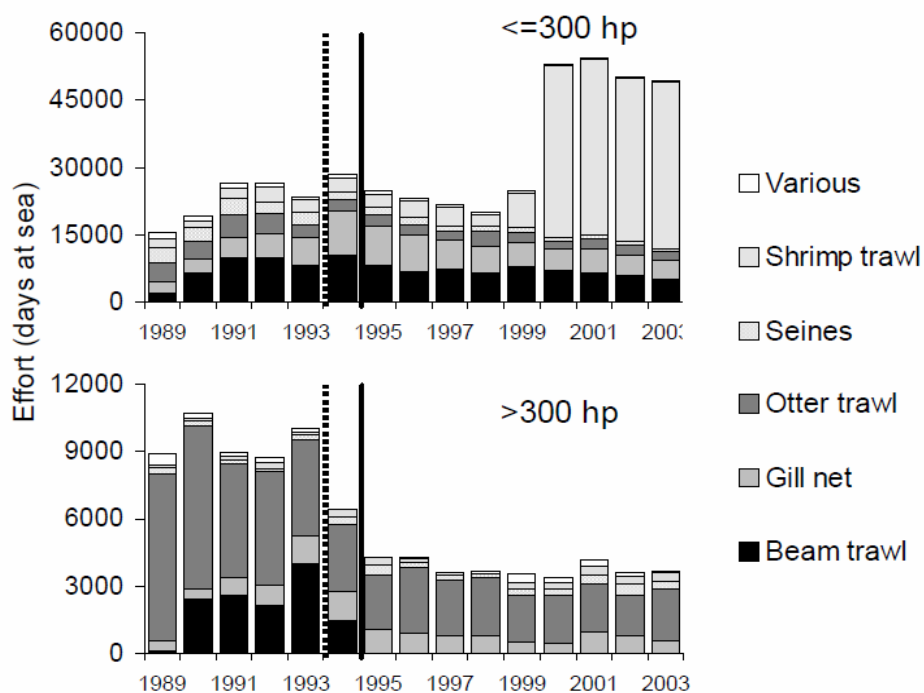 60000
<=300 hp
45000
30000
15000
0
1989 1991 1993 1995 1997 1999 2001 2003
Effort (days at sea)
Various
Shrimp trawl
Seines
Otter trawl
Gill net
Beam trawl
12000
>300 hp
9000
6000
3000
0
1989 1991 1993 1995 1997 1999 2001 2003